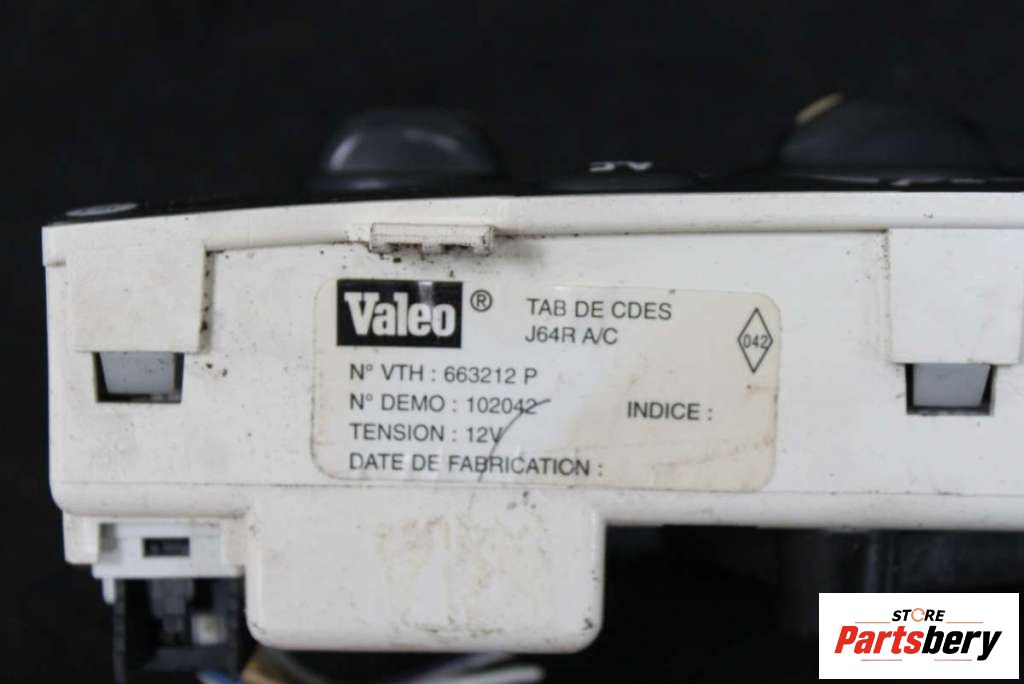 Valeo ®
TAB DE CDES
J64R A/C
042
N° VTH : 663212 P
N° DEMO : 102042
INDICE :
TENSION : 12V
DATE DE FABRICATION :
STORE
Partsbery